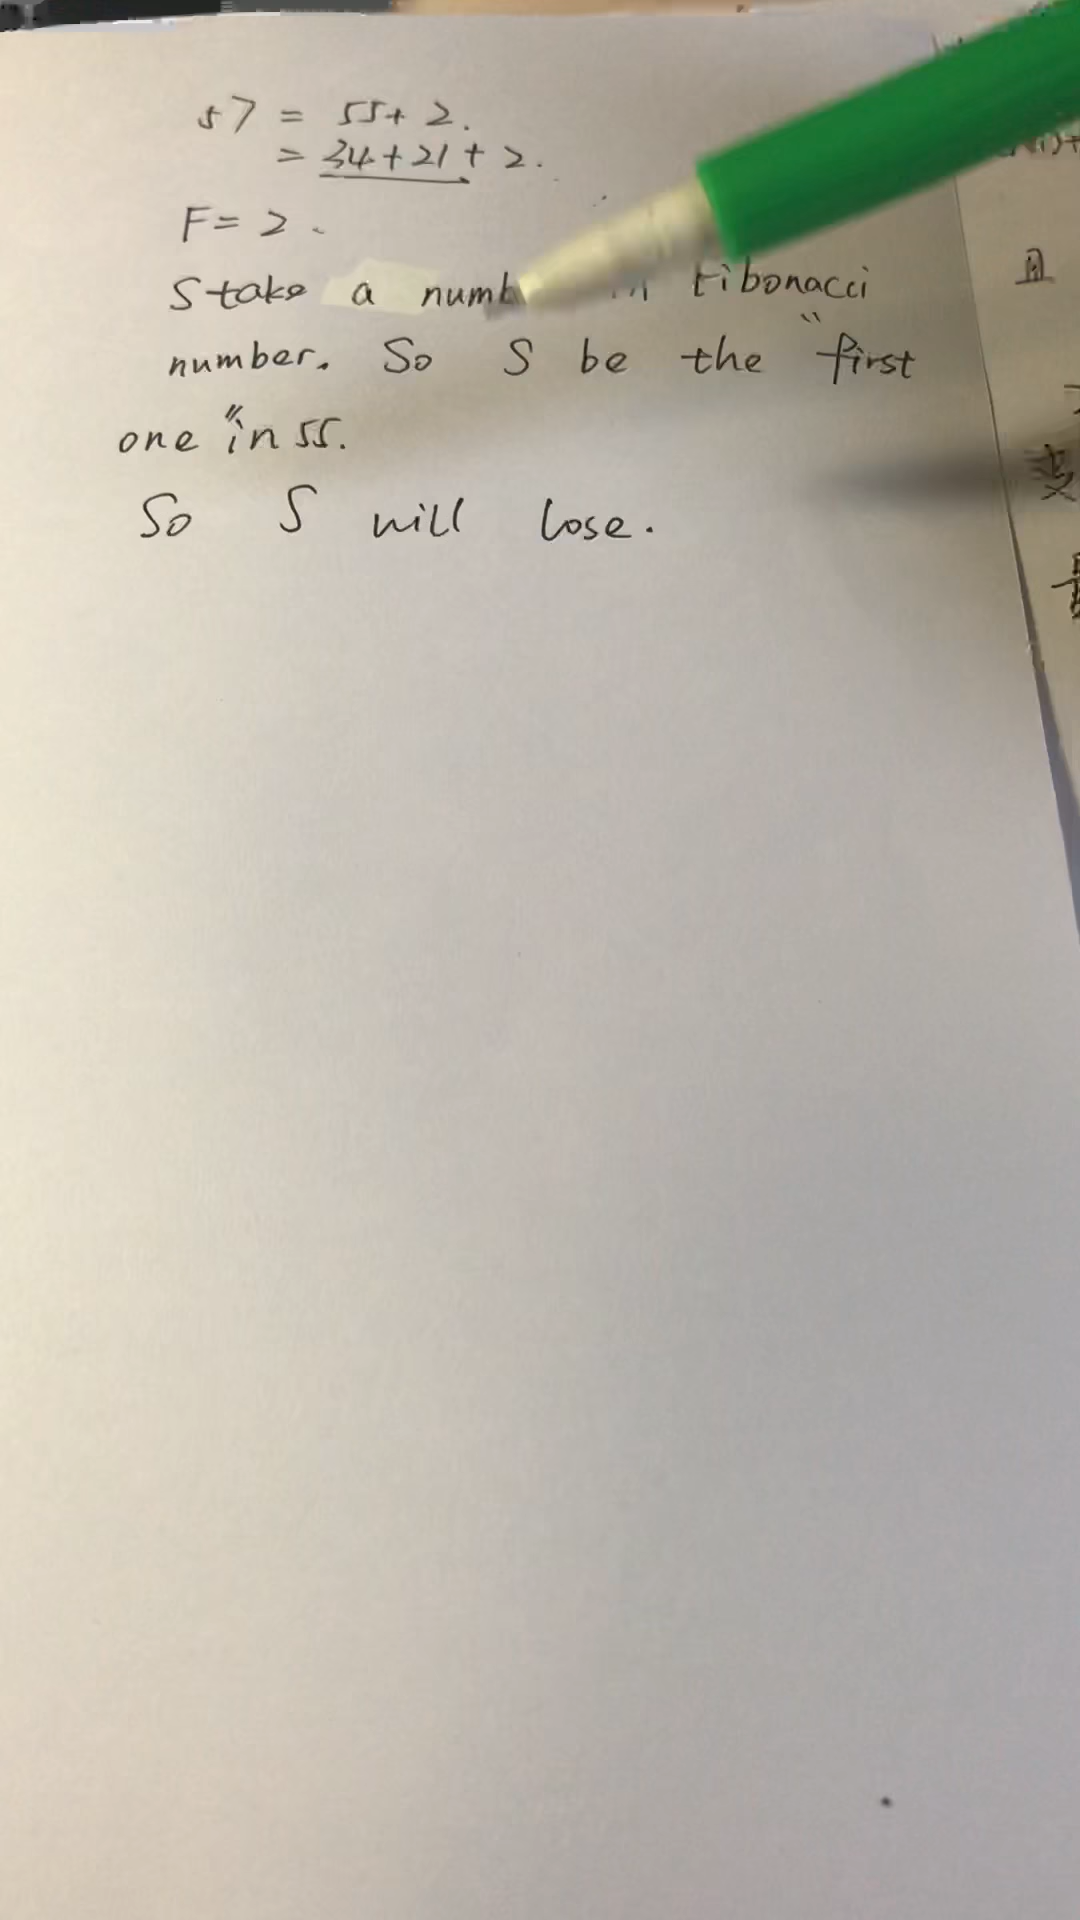 57 = 55 + 2.
= 34 + 21 + 2.
F = 2.
S take a numb Fibonacci
number. So S be the "first
one" in 55.
So S will lose.
且